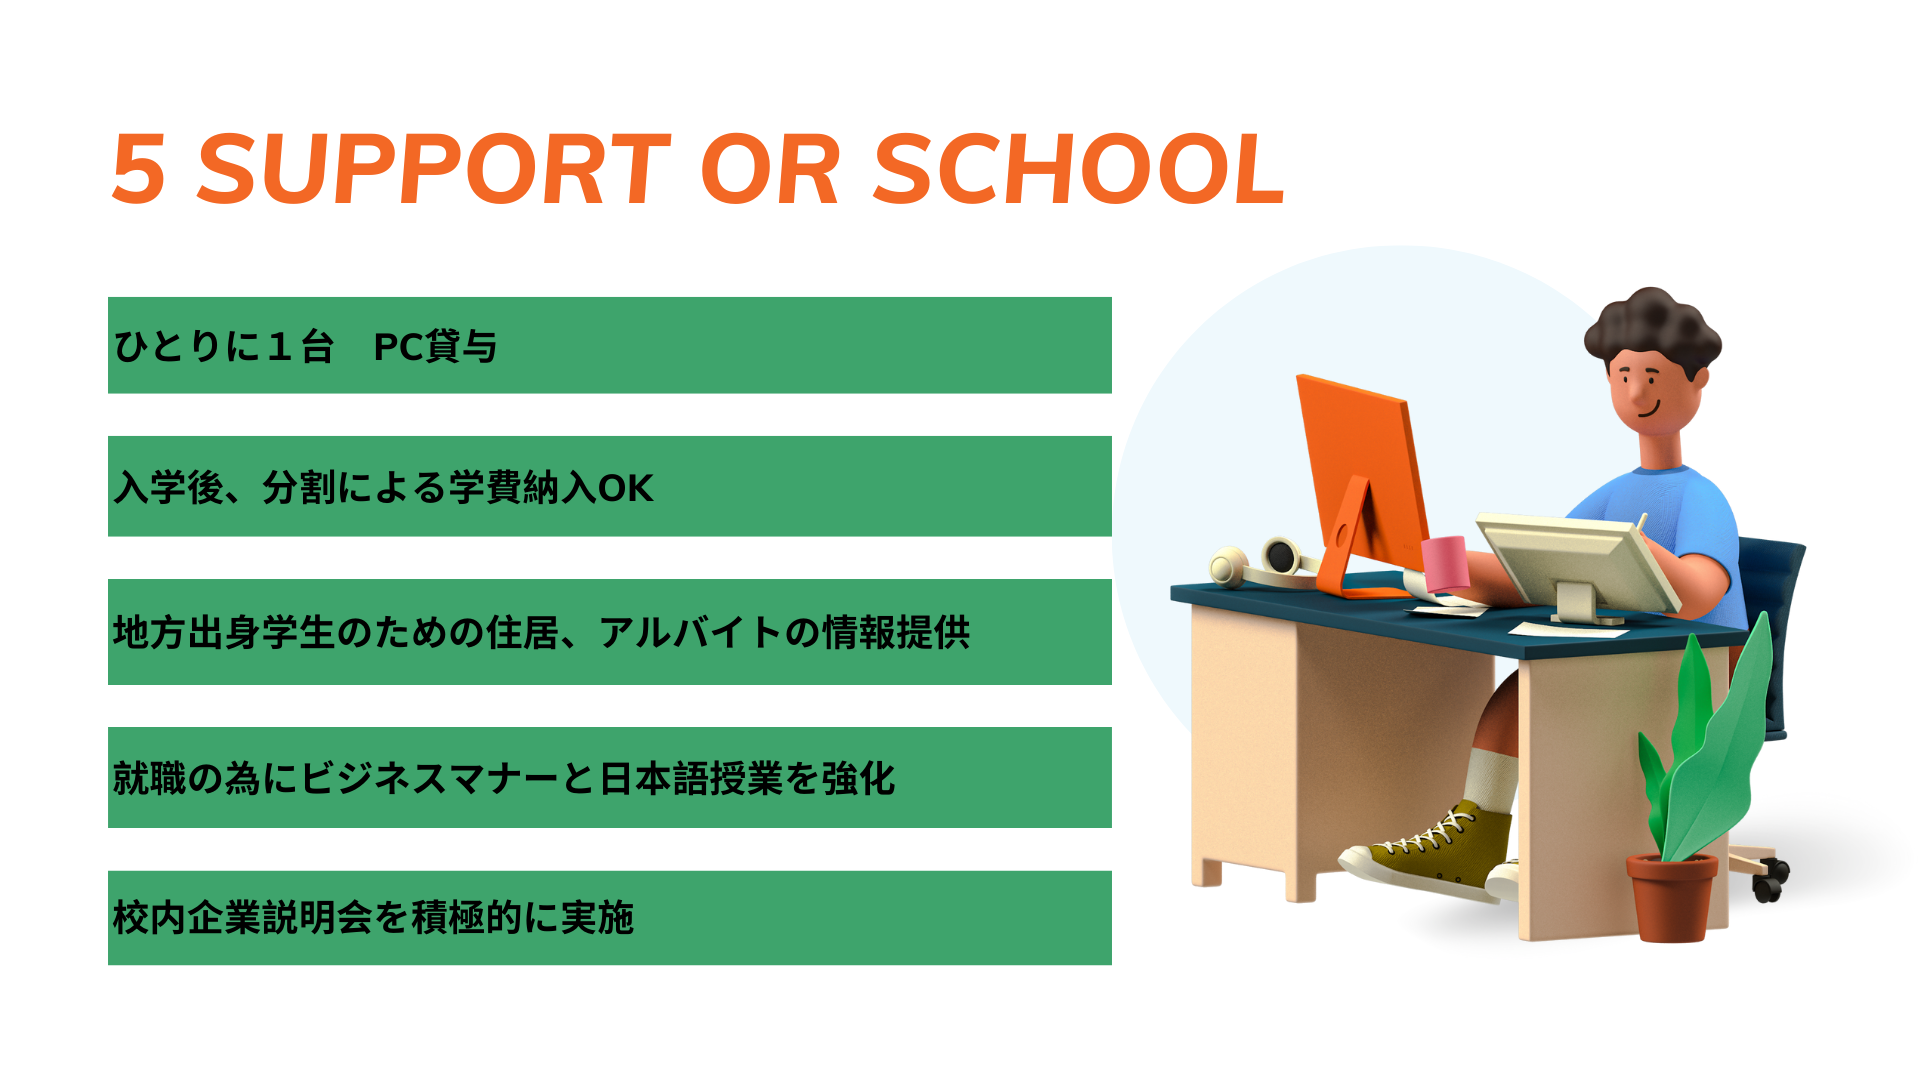 5 SUPPORT OR SCHOOL
ひとりに１台　PC貸与
入学後、分割による学費納入OK
地方出身学生のための住居、アルバイトの情報提供
就職の為にビジネスマナーと日本語授業を強化
校内企業説明会を積極的に実施